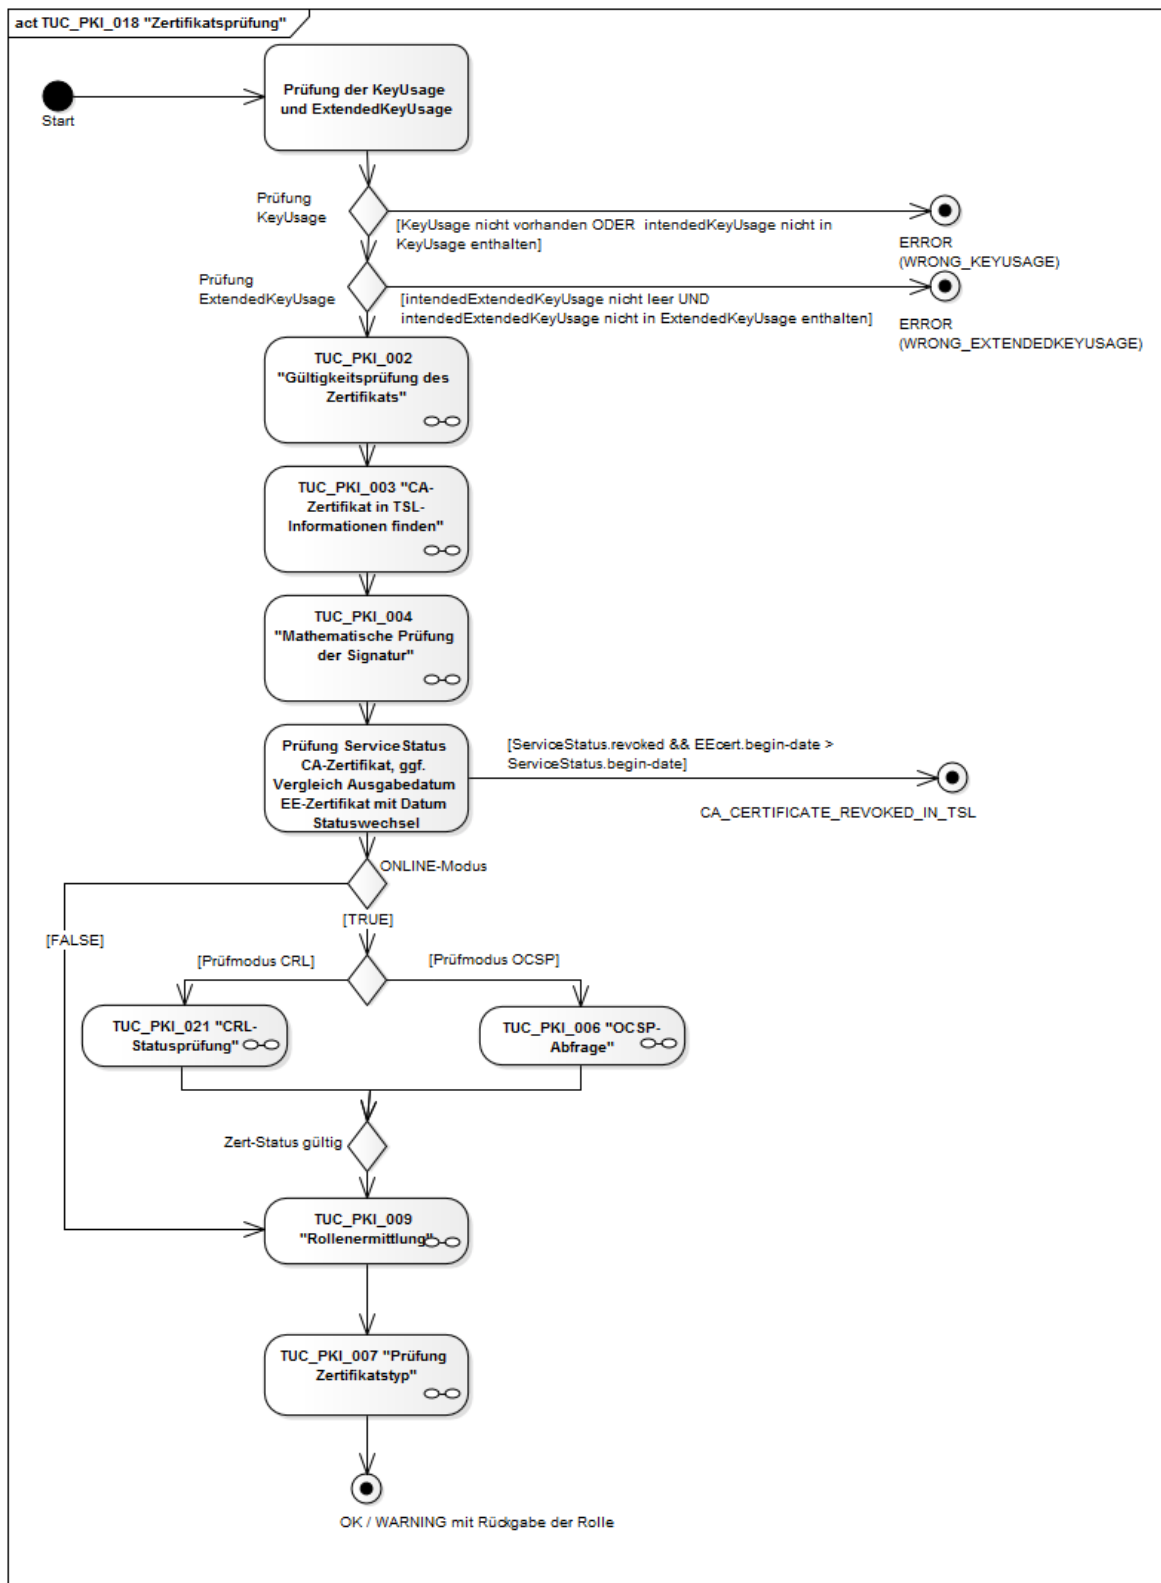 act TUC_PKI_018 "Zertifikatsprüfung"
Prüfung der KeyUsage
und ExtendedKeyUsage
Start
Prüfung
KeyUsage
[KeyUsage nicht vorhanden ODER intendedKeyUsage nicht in
KeyUsage enthalten]
ERROR
(WRONG_KEYUSAGE)
Prüfung
ExtendedKeyUsage
[intendedExtendedKeyUsage nicht leer UND
intendedExtendedKeyUsage nicht in ExtendedKeyUsage enthalten]
ERROR
(WRONG_EXTENDEDKEYUSAGE)
TUC_PKI_002
"Gültigkeitsprüfung des
Zertifikats"
TUC_PKI_003 "CA-
Zertifikat in TSL-
Informationen finden"
TUC_PKI_004
"Mathematische Prüfung
der Signatur"
Prüfung ServiceStatus
CA-Zertifikat, ggf.
Vergleich Ausgabedatum
EE-Zertifikat mit Datum
Statuswechsel
[ServiceStatus.revoked && EEcert.begin-date >
ServiceStatus.begin-date]
CA_CERTIFICATE_REVOKED_IN_TSL
ONLINE-Modus
[TRUE]
[FALSE]
[Prüfmodus CRL]
[Prüfmodus OCSP]
TUC_PKI_021 "CRL-
Statusprüfung"
TUC_PKI_006 "OCSP-
Abfrage"
Zert-Status gültig
TUC_PKI_009
"Rollenermittlung"
TUC_PKI_007 "Prüfung
Zertifikatstyp"
OK / WARNING mit Rückgabe der Rolle